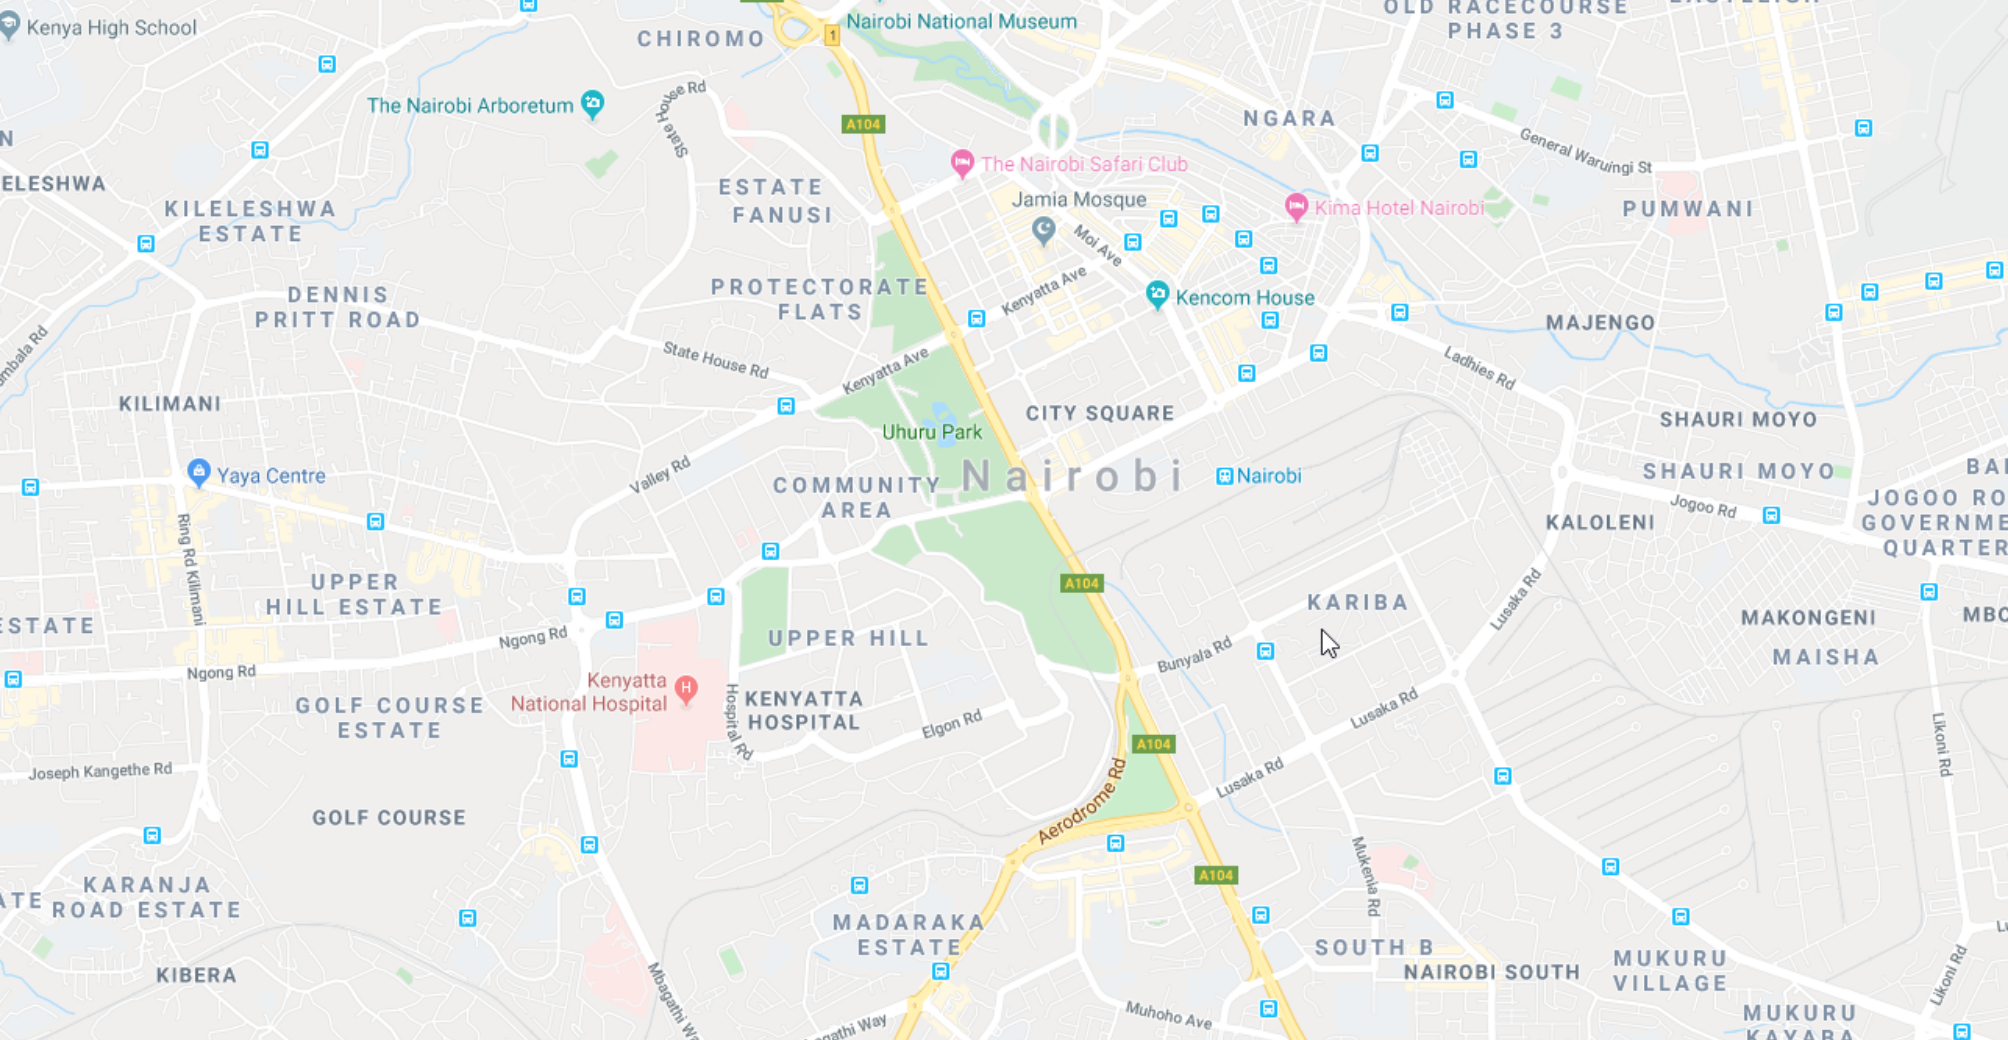 Kenya High School
CHIROMO
1
Nairobi National Museum
OLD RACECOURSE
PHASE 3
The Nairobi Arboretum
State House Rd
A104
NGARA
General Waruingi St
The Nairobi Safari Club
ESTATE
FANUSI
Jamia Mosque
Kima Hotel Nairobi
PUMWANI
ELESHWA
KILELESHWA
ESTATE
Moi Ave
Kenyatta Ave
Kencom House
PROTECTORATE
FLATS
DENNIS
PRITT ROAD
MAJENGO
State House Rd
Kenyatta Ave
Ladhies Rd
KILIMANI
CITY SQUARE
SHAURI MOYO
Uhuru Park
Yaya Centre
Valley Rd
COMMUNITY
AREA
Nairobi
Nairobi
SHAURI MOYO
BA
JOGOO RO
GOVERNME
QUARTER
Jogoo Rd
KALOLENI
Ring Rd Kilimani
UPPER
HILL ESTATE
A104
KARIBA
Lusaka Rd
MAKONGENI
MBO
MAISHA
ESTATE
Ngong Rd
Ngong Rd
UPPER HILL
Bunyala Rd
Kenyatta
National Hospital
H
Hospital Rd
KENYATTA
HOSPITAL
Elgon Rd
GOLF COURSE
ESTATE
Lusaka Rd
A104
Lusaka Rd
Likoni Rd
Joseph Kangethe Rd
GOLF COURSE
Aerodrome Rd
A104
Mukenia Rd
KARANJA
ROAD ESTATE
ATE
MADARAKA
ESTATE
SOUTH B
NAIROBI SOUTH
MUKURU
VILLAGE
KIBERA
Mbagathi Wa
agathi Way
Muhoho Ave
Likoni Rd
MUKURU
KAYABA